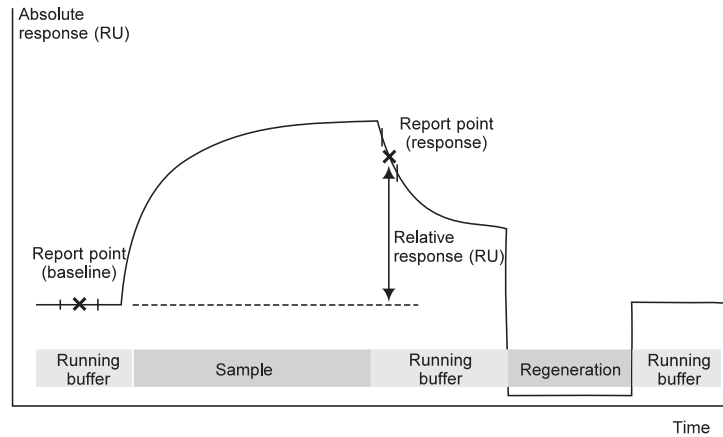 Absolute
response (RU)
Report point
(response)
Report point
(baseline)
Relative
response (RU)
Running
buffer
Sample
Running
buffer
Regeneration
Running
buffer
Time